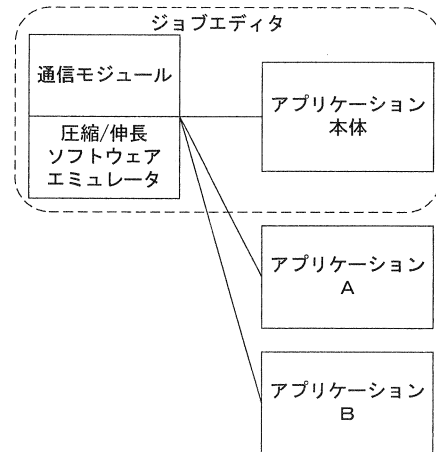 ジョブエディタ
通信モジュール
圧縮/伸長
ソフトウェア
エミュレータ
アプリケーション
本体
アプリケーション
A
アプリケーション
B